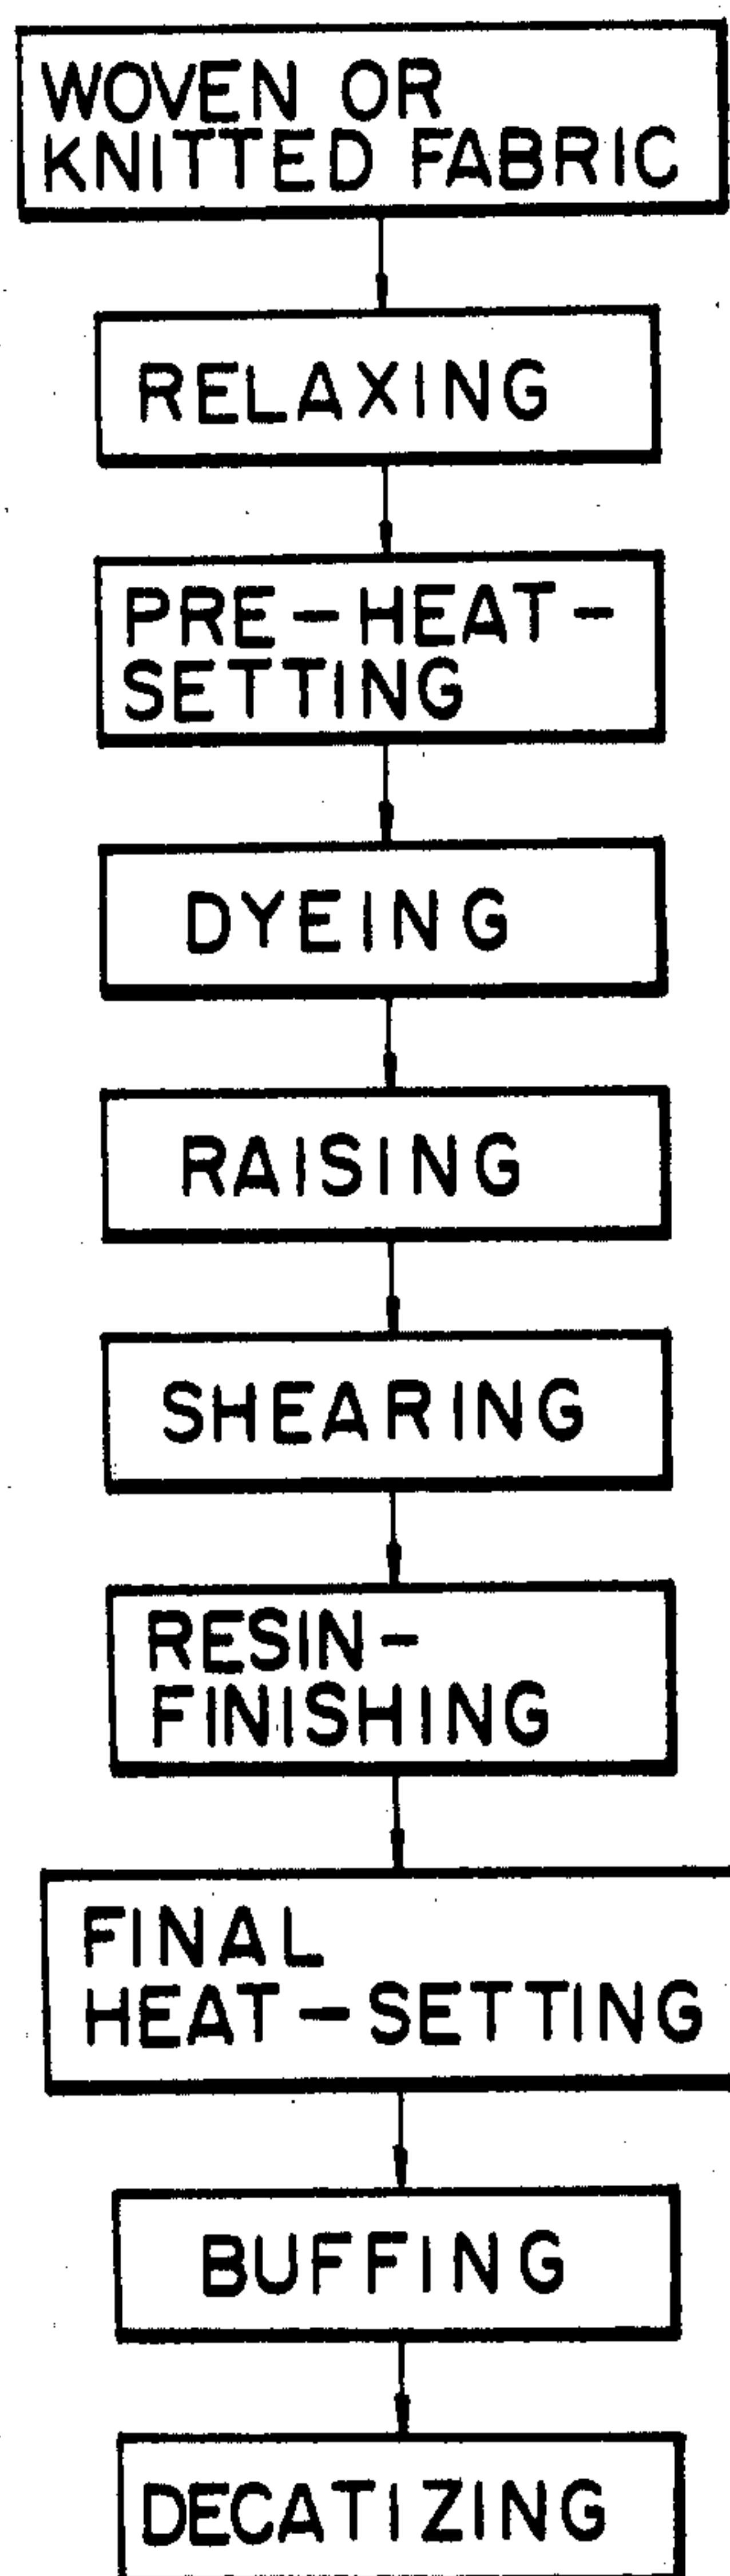 WOVEN OR
KNITTED FABRIC
RELAXING
PRE-HEAT-
SETTING
DYEING
RAISING
SHEARING
RESIN-
FINISHING
FINAL
HEAT-SETTING
BUFFING
DECATIZING